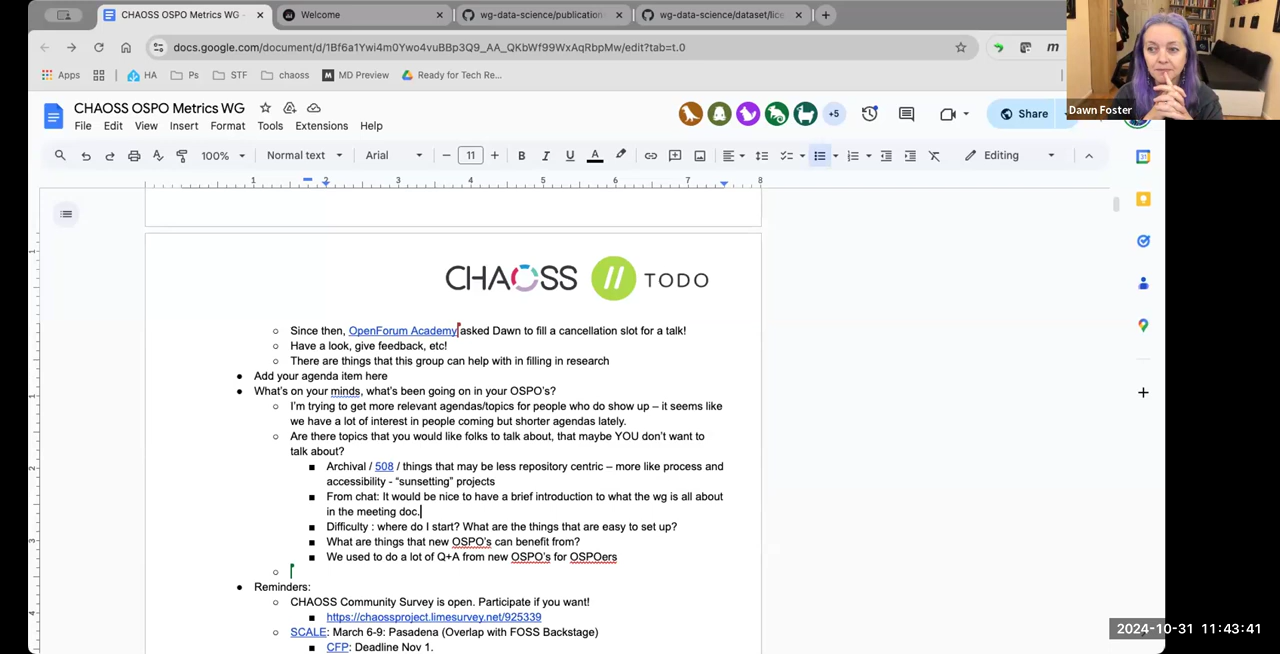 CHAOSS OSPO Metrics WG -
Welcome
wg-data-science/publication
wg-data-science/dataset/lice
docs.google.com/document/d/1Bf6a1Ywi4m0Ywo4vuBBp3Q9_AA_QKbWf99WxAqRbpMw/edit?tab=t.0
Apps
HA
Ps
STF
chaoss
MD Preview
Ready for Tech Re...
Dawn Foster
CHAOSS OSPO Metrics WG
File Edit View Insert Format Tools Extensions Help
+5
Share
100%
Normal text
Arial
11
B I U A
Editing
1 2 3 4 5 6 7 8
CHAOSS // TODO
Since then, OpenForum Academy asked Dawn to fill a cancellation slot for a talk!
Have a look, give feedback, etc!
There are things that this group can help with in filling in research
Add your agenda item here
What's on your minds, what's been going on in your OSPO's?
I'm trying to get more relevant agendas/topics for people who do show up – it seems like
we have a lot of interest in people coming but shorter agendas lately.
Are there topics that you would like folks to talk about, that maybe YOU don't want to
talk about?
Archival / 508 / things that may be less repository centric – more like process and
accessibility - “sunsetting” projects
From chat: It would be nice to have a brief introduction to what the wg is all about
in the meeting doc.
Difficulty : where do I start? What are the things that are easy to set up?
What are things that new OSPO's can benefit from?
We used to do a lot of Q+A from new OSPO's for OSPOers
Reminders:
CHAOSS Community Survey is open. Participate if you want!
https://chaossproject.limesurvey.net/925339
SCALE: March 6-9: Pasadena (Overlap with FOSS Backstage)
CFP: Deadline Nov 1.
2024-10-31 11:43:41